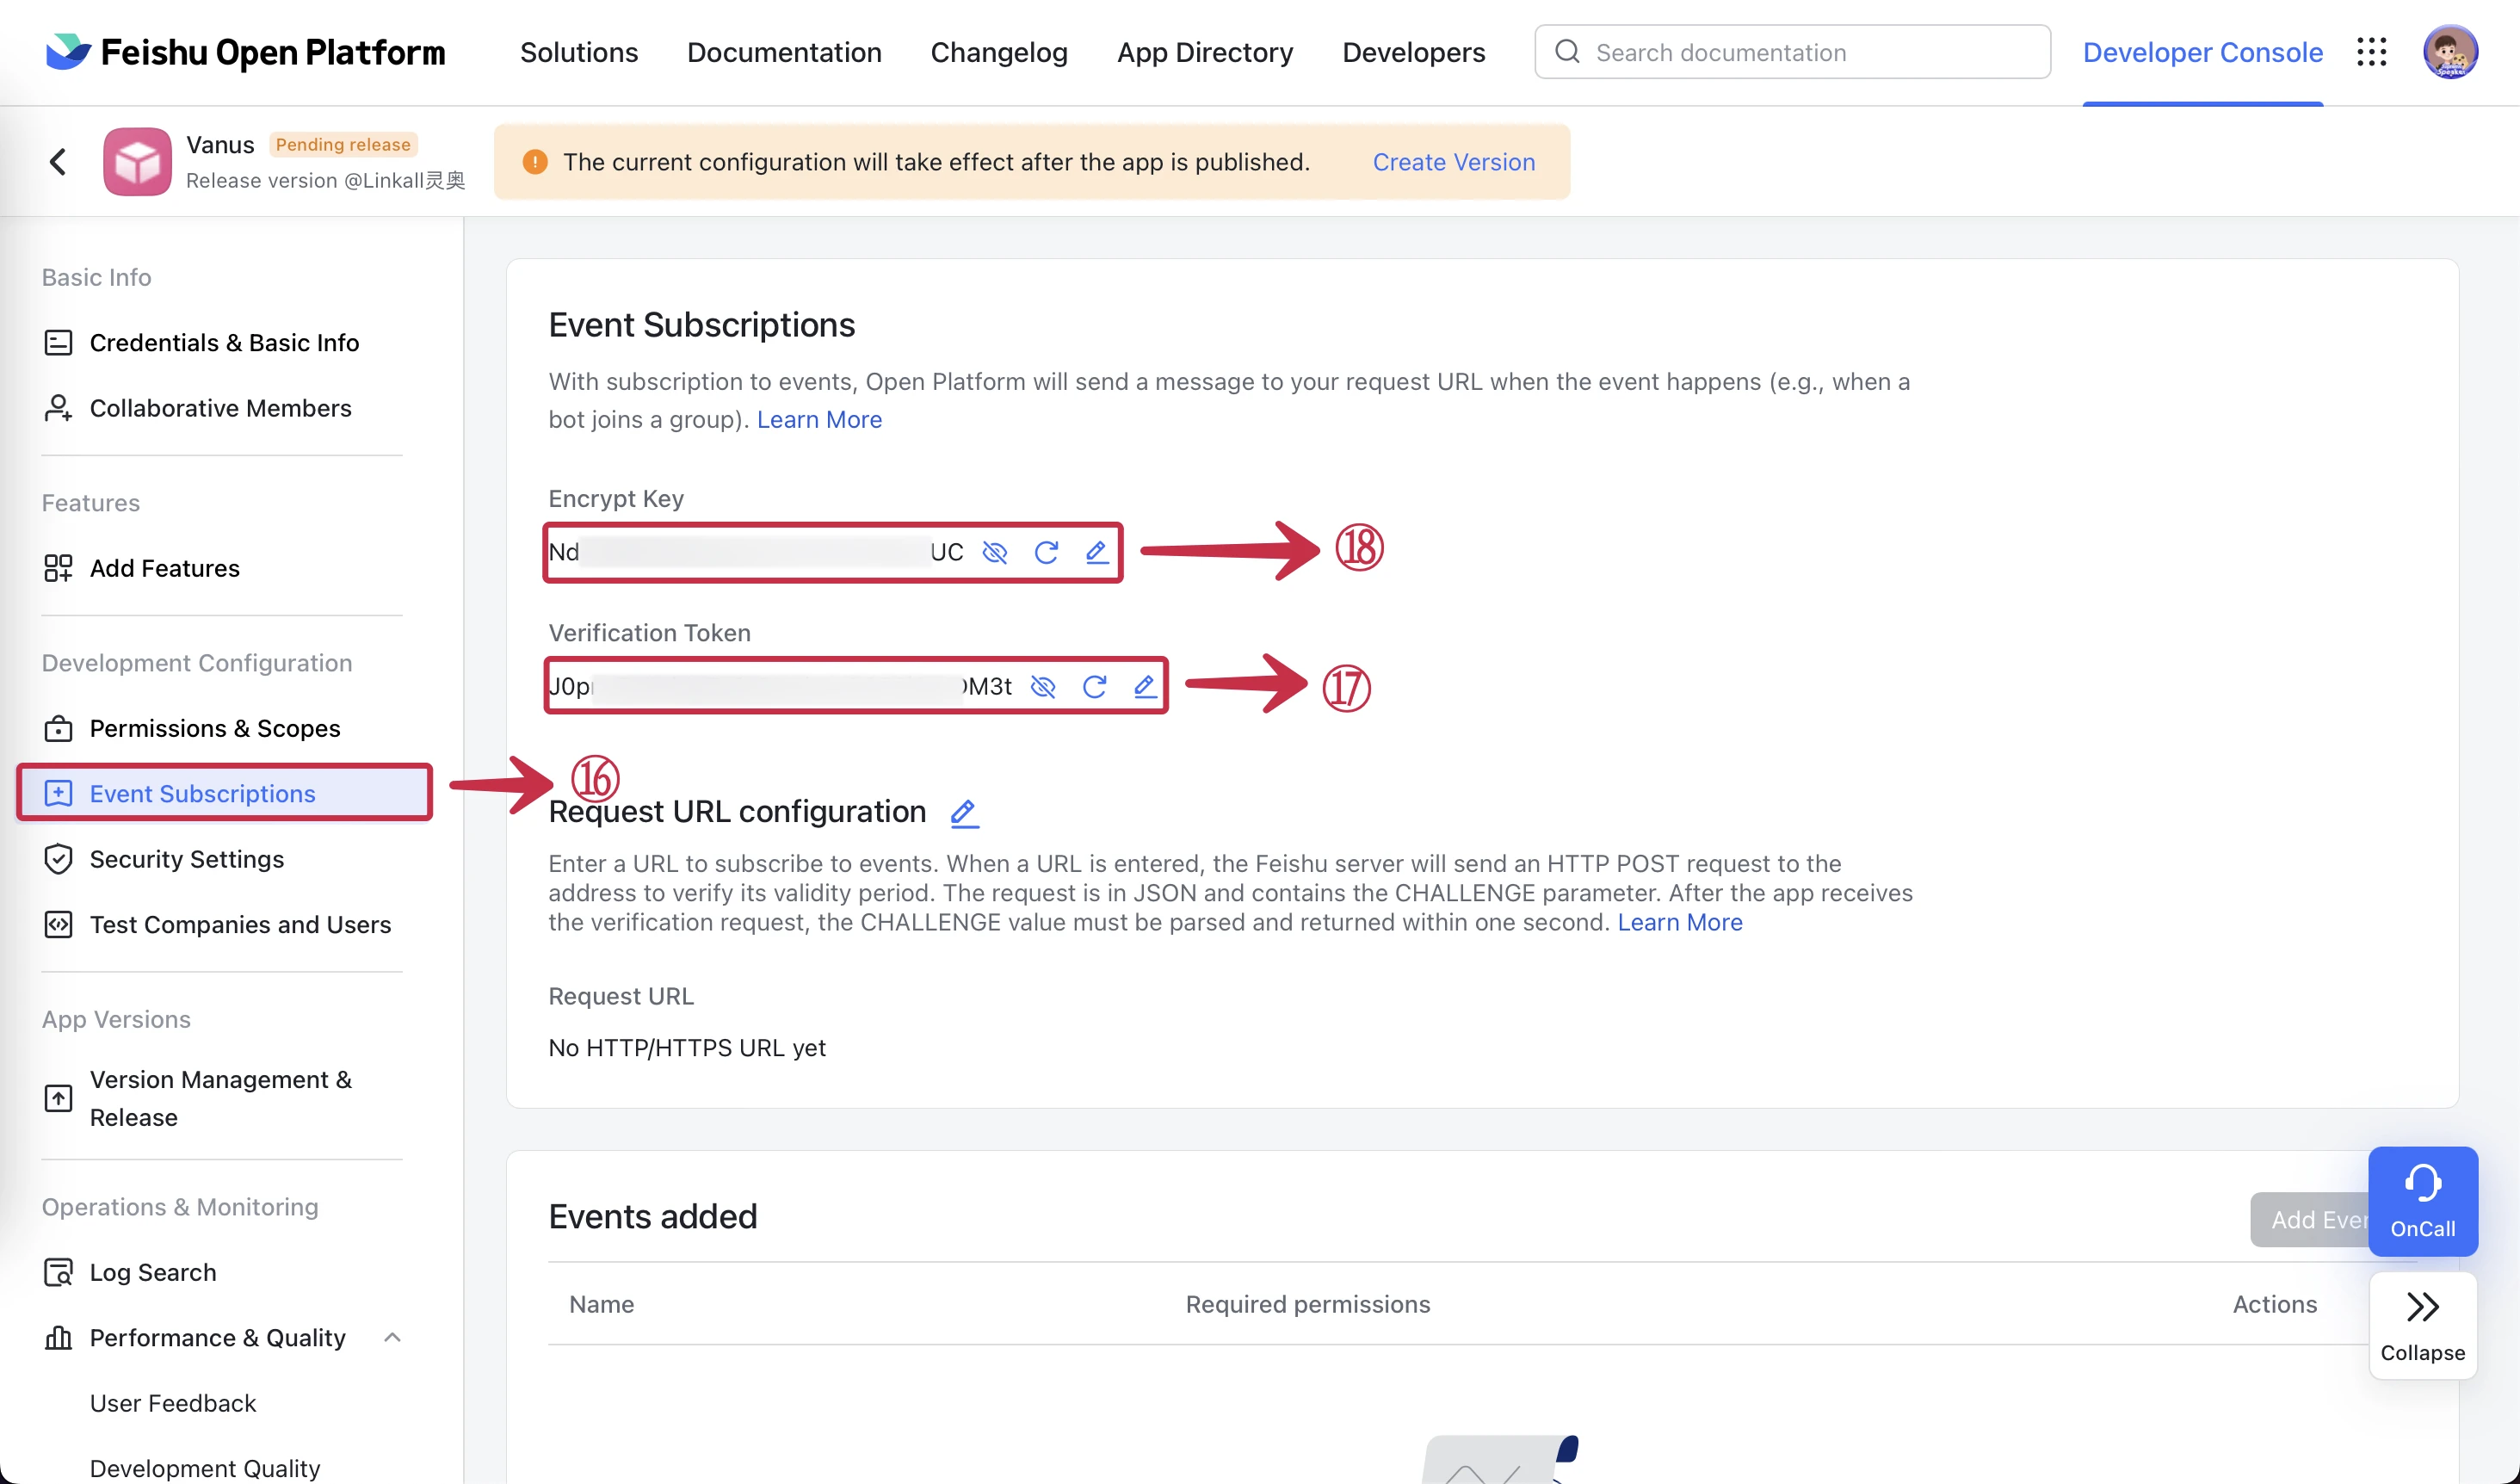 Feishu Open Platform
Solutions
Documentation
Changelog
App Directory
Developers
Search documentation
Developer Console
Vanus
Pending release
Release version @Linkall灵奥
The current configuration will take effect after the app is published.
Create Version
Basic Info
Credentials & Basic Info
Collaborative Members
Features
Add Features
Development Configuration
Permissions & Scopes
Event Subscriptions
Security Settings
Test Companies and Users
App Versions
Version Management &
Release
Operations & Monitoring
Log Search
Performance & Quality
User Feedback
Development Quality
Event Subscriptions
With subscription to events, Open Platform will send a message to your request URL when the event happens (e.g., when a
bot joins a group). Learn More
Encrypt Key
Nd UC
⑱
Verification Token
J0p M3t
⑰
⑯
Request URL configuration
Enter a URL to subscribe to events. When a URL is entered, the Feishu server will send an HTTP POST request to the
address to verify its validity period. The request is in JSON and contains the CHALLENGE parameter. After the app receives
the verification request, the CHALLENGE value must be parsed and returned within one second. Learn More
Request URL
No HTTP/HTTPS URL yet
Events added
Add Even
OnCall
Name
Required permissions
Actions
Collapse